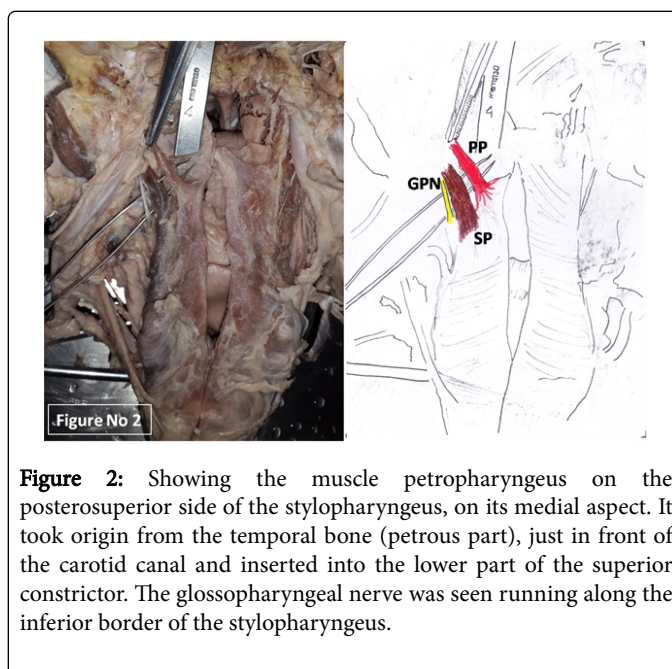 PP
GPN
SP
Figure No 2
Figure 2: Showing the muscle petropharyngeus on the
posterosuperior side of the stylopharyngeus, on its medial aspect. It
took origin from the temporal bone (petrous part), just in front of
the carotid canal and inserted into the lower part of the superior
constrictor. The glossopharyngeal nerve was seen running along the
inferior border of the stylopharyngeus.